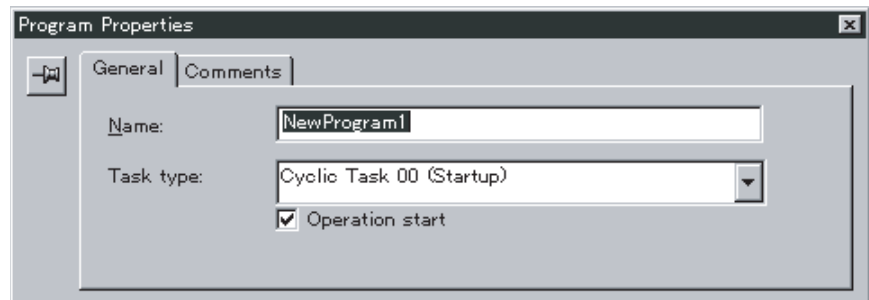 Program Properties
General Comments
Name: NewProgram1
Task type: Cyclic Task 00 (Startup)
Operation start